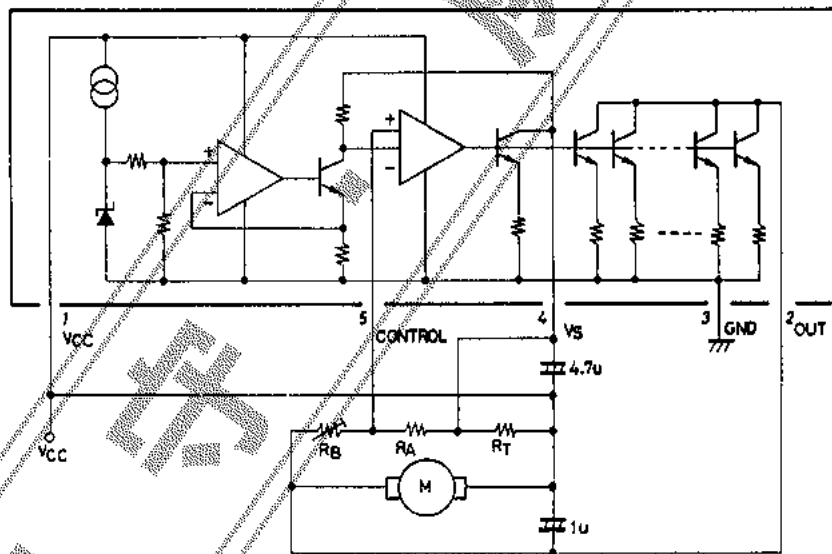 +
-
+
-
1
VCC
5
CONTROL
4
VS
3
GND
2
OUT
4.7u
VCC
RB
RA
RT
M
1u